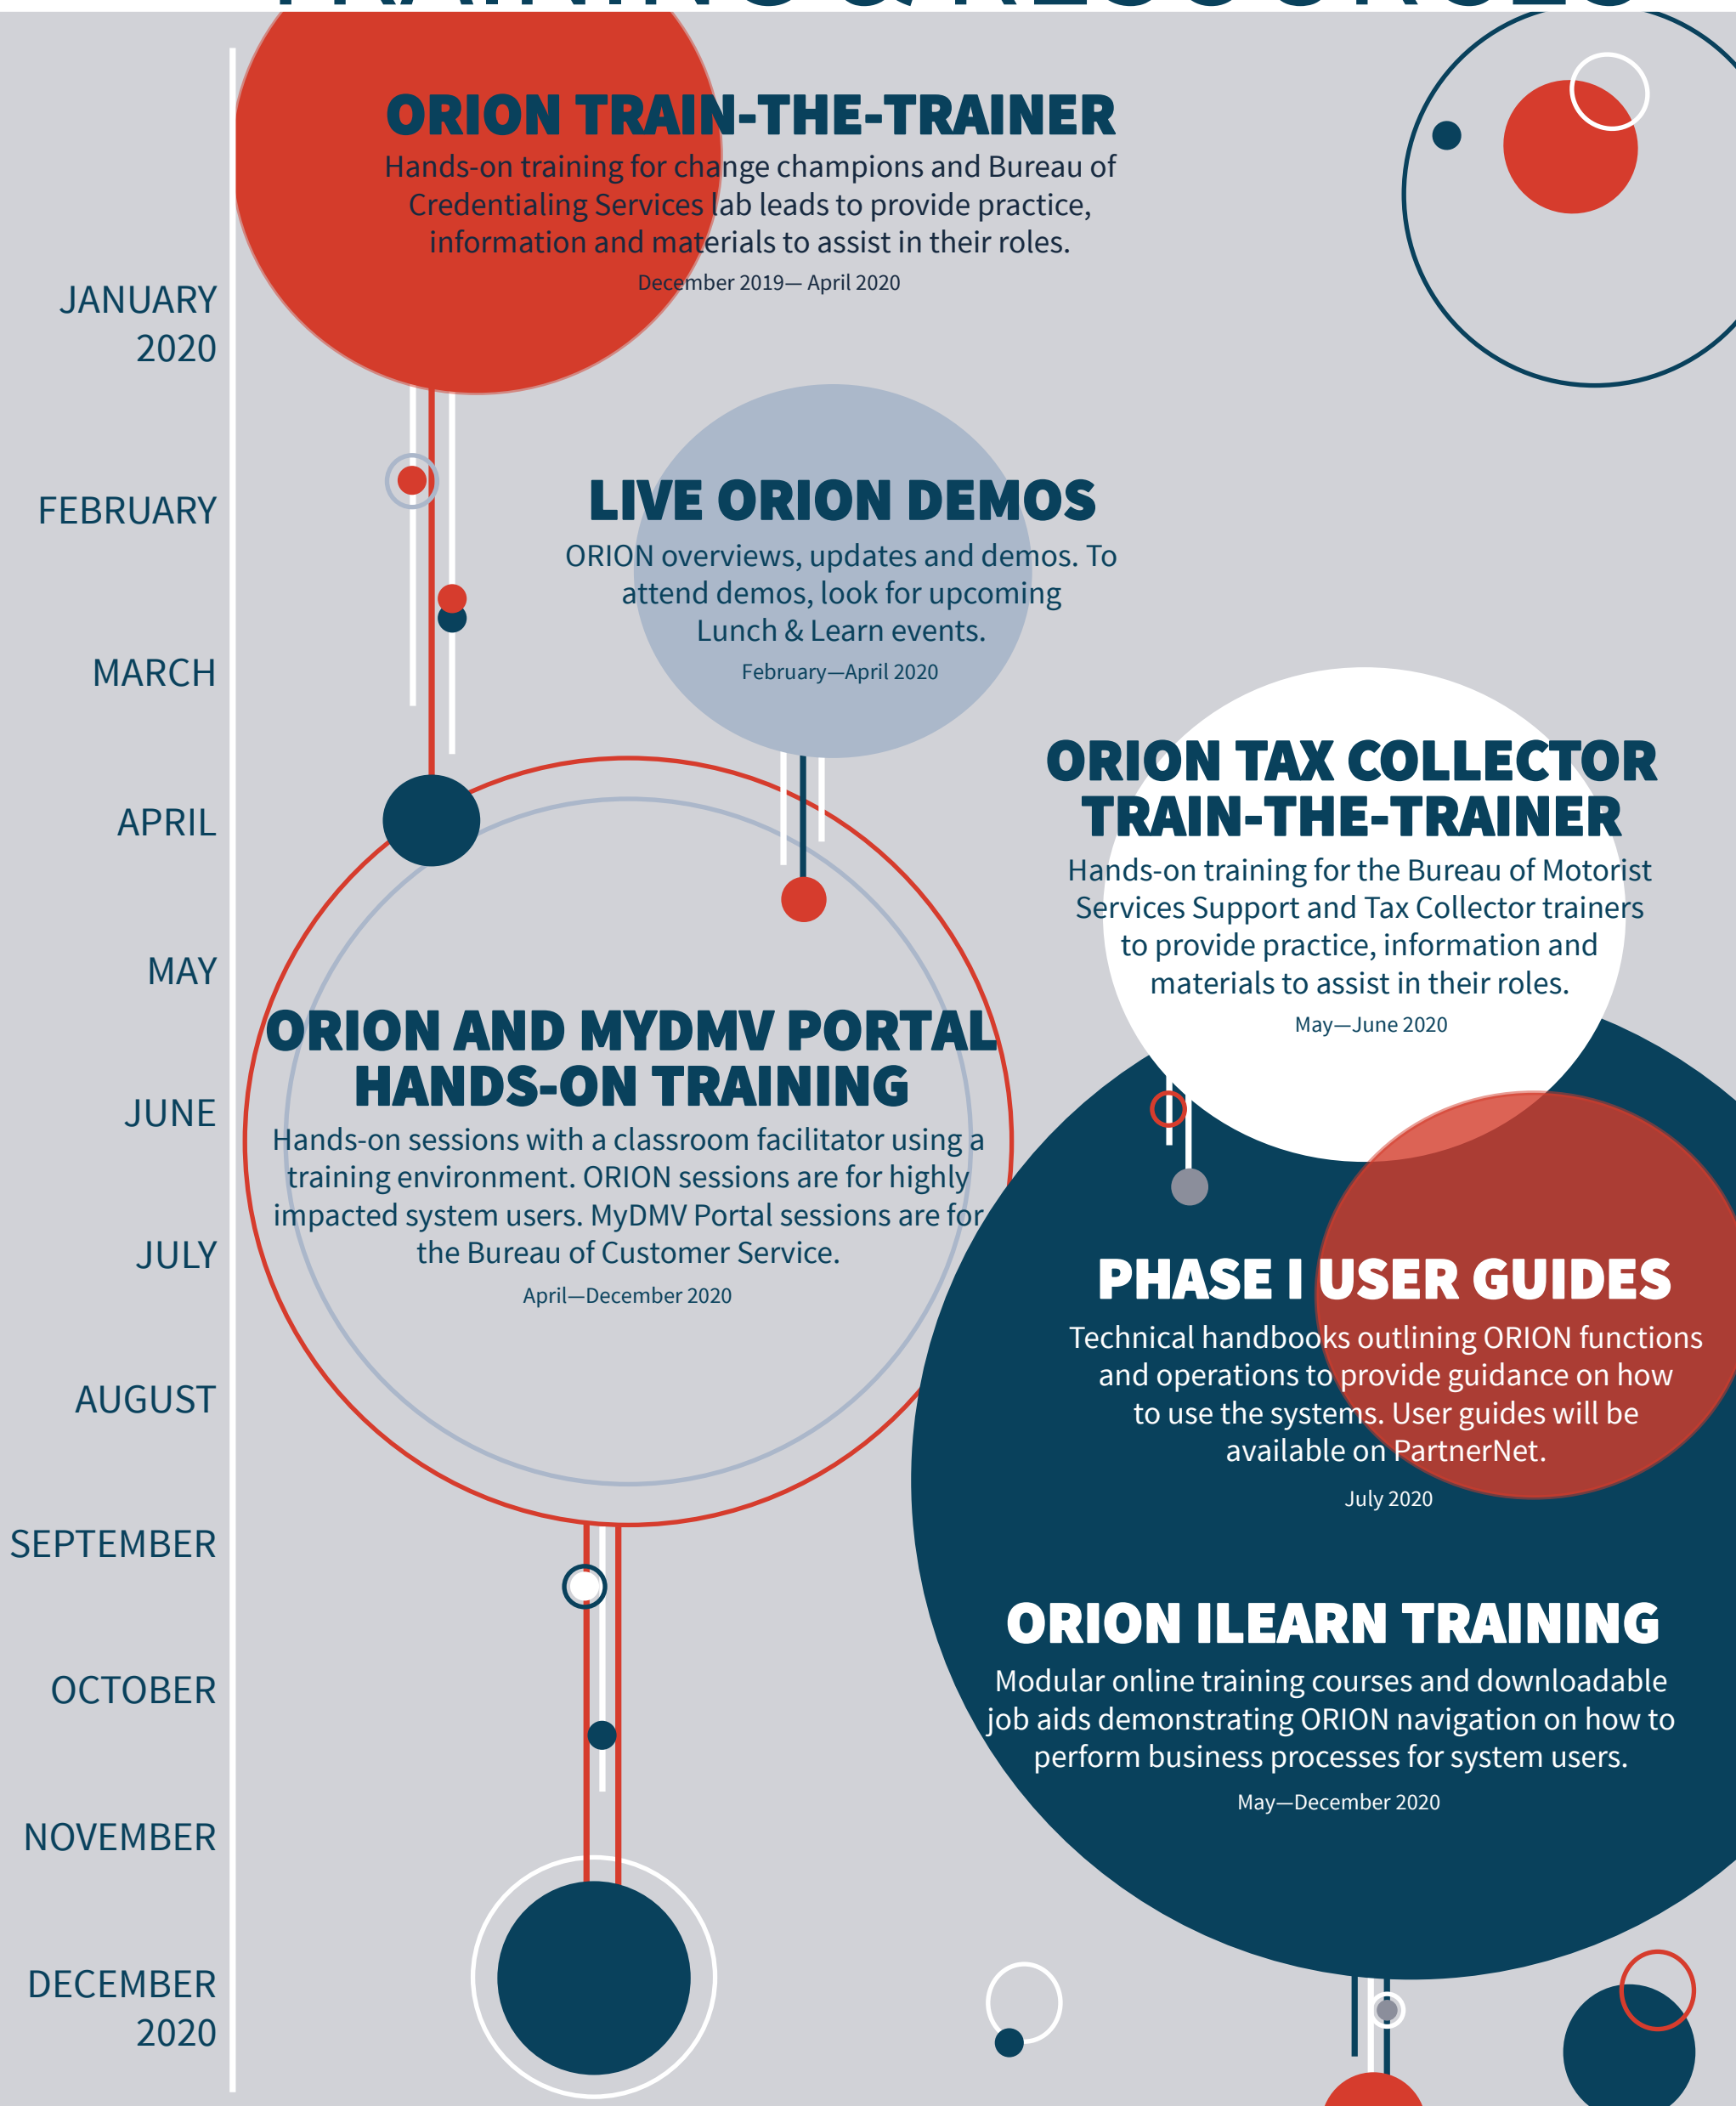 TRAINING & RESOURCES
ORION TRAIN-THE-TRAINER
Hands-on training for change champions and Bureau of
Credentialing Services lab leads to provide practice,
information and materials to assist in their roles.
December 2019— April 2020
JANUARY
2020
FEBRUARY
LIVE ORION DEMOS
ORION overviews, updates and demos. To
attend demos, look for upcoming
Lunch & Learn events.
February—April 2020
MARCH
ORION TAX COLLECTOR
TRAIN-THE-TRAINER
Hands-on training for the Bureau of Motorist
Services Support and Tax Collector trainers
to provide practice, information and
materials to assist in their roles.
May—June 2020
APRIL
MAY
ORION AND MYDMV PORTAL
HANDS-ON TRAINING
Hands-on sessions with a classroom facilitator using a
training environment. ORION sessions are for highly
impacted system users. MyDMV Portal sessions are for
the Bureau of Customer Service.
April—December 2020
JUNE
JULY
PHASE I USER GUIDES
Technical handbooks outlining ORION functions
and operations to provide guidance on how
to use the systems. User guides will be
available on PartnerNet.
July 2020
AUGUST
SEPTEMBER
ORION ILEARN TRAINING
Modular online training courses and downloadable
job aids demonstrating ORION navigation on how to
perform business processes for system users.
May—December 2020
OCTOBER
NOVEMBER
DECEMBER
2020